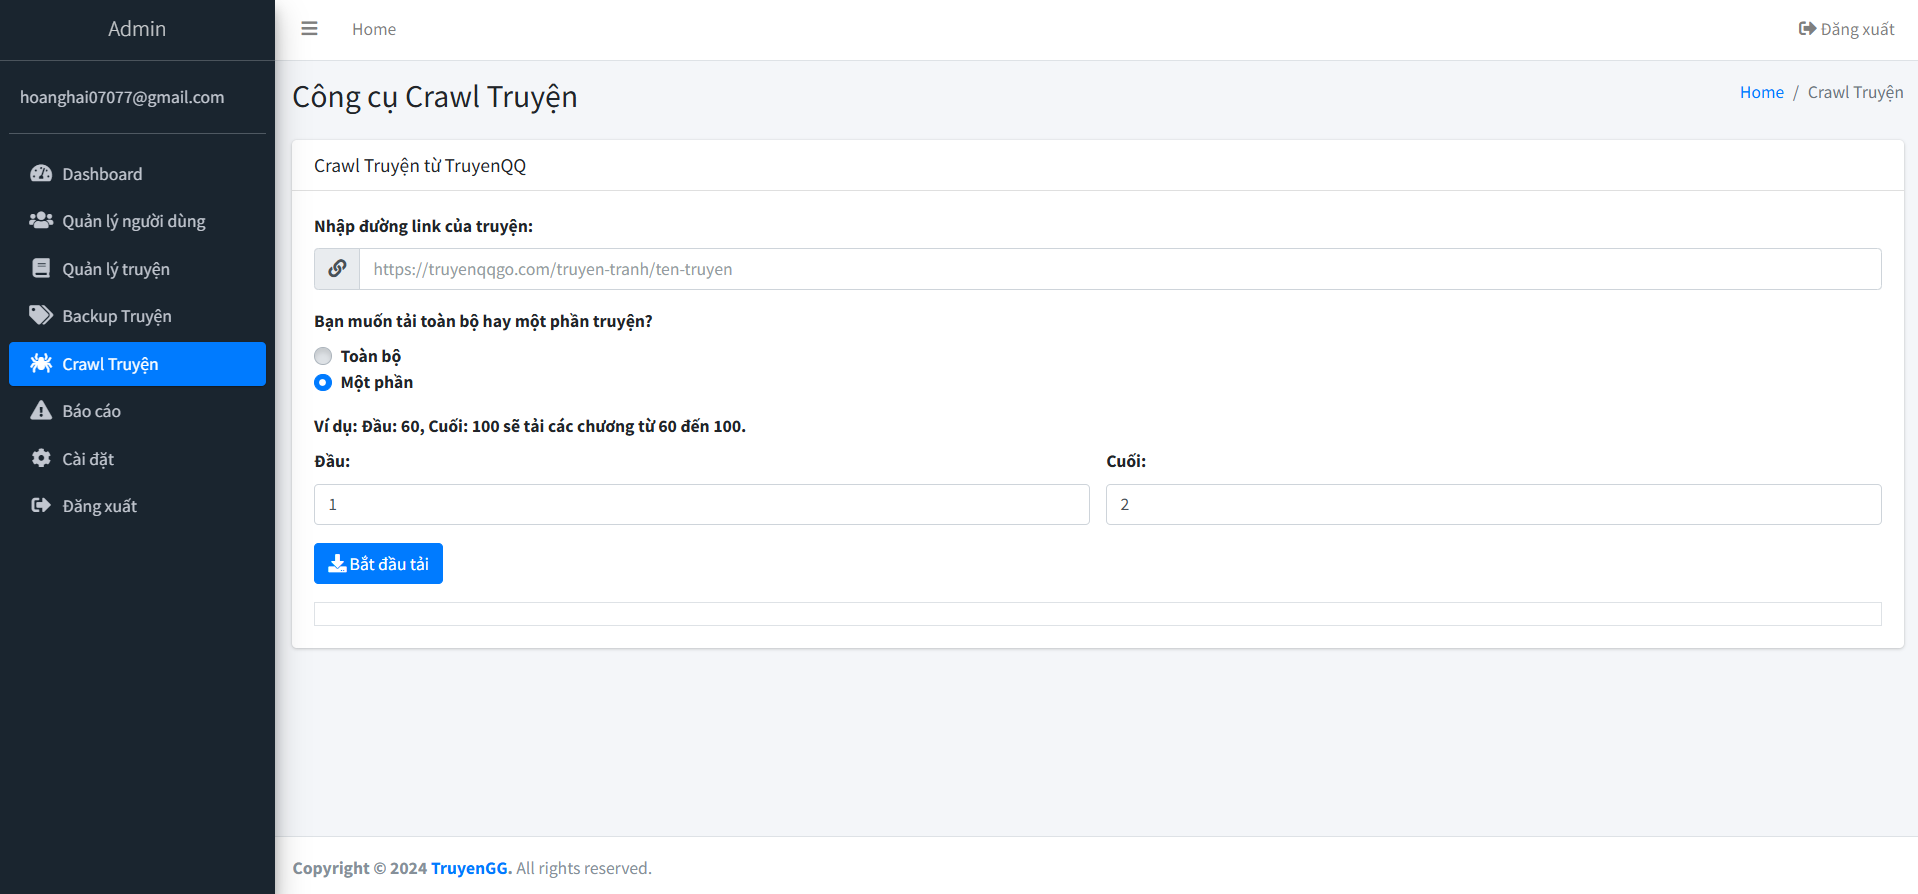 Admin
Home
Đăng xuất
hoanghai07077@gmail.com
Công cụ Crawl Truyện
Home / Crawl Truyện
Dashboard
Quản lý người dùng
Quản lý truyện
Backup Truyện
Crawl Truyện
Báo cáo
Cài đặt
Đăng xuất
Crawl Truyện từ TruyenQQ
Nhập đường link của truyện:
https://truyenqqgo.com/truyen-tranh/ten-truyen
Bạn muốn tải toàn bộ hay một phần truyện?
Toàn bộ
Một phần
Ví dụ: Đầu: 60, Cuối: 100 sẽ tải các chương từ 60 đến 100.
Đầu:
1
Cuối:
2
Bắt đầu tải
Copyright © 2024 TruyenGG. All rights reserved.